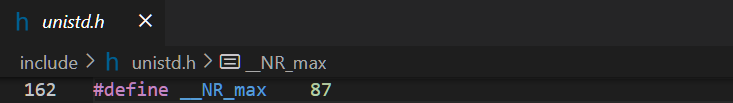 h unistd.h ×
include > h unistd.h > __NR_max
162 #define __NR_max 87